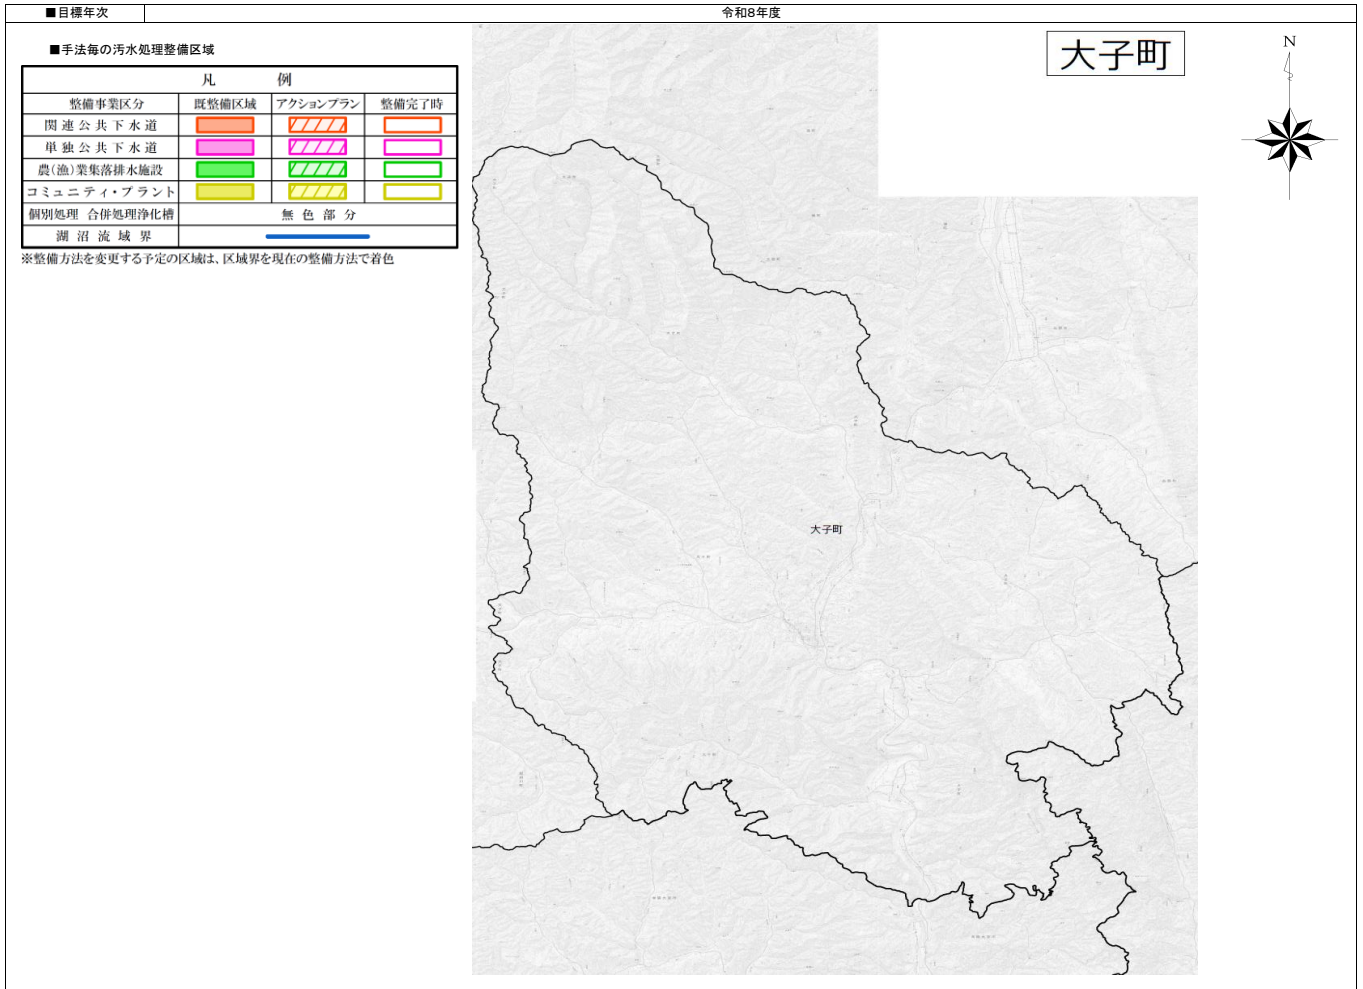 ■目標年次
令和8年度
■手法毎の汚水処理整備区域
大子町
N
凡 例
整備事業区分 既整備区域 アクションプラン 整備完了時
関連公共下水道
単独公共下水道
農(漁)業集落排水施設
コミュニティ・プラント
個別処理 合併処理浄化槽 無色部分
湖沼流域界
※整備方法を変更する予定の区域は、区域界を現在の整備方法で着色
大子町